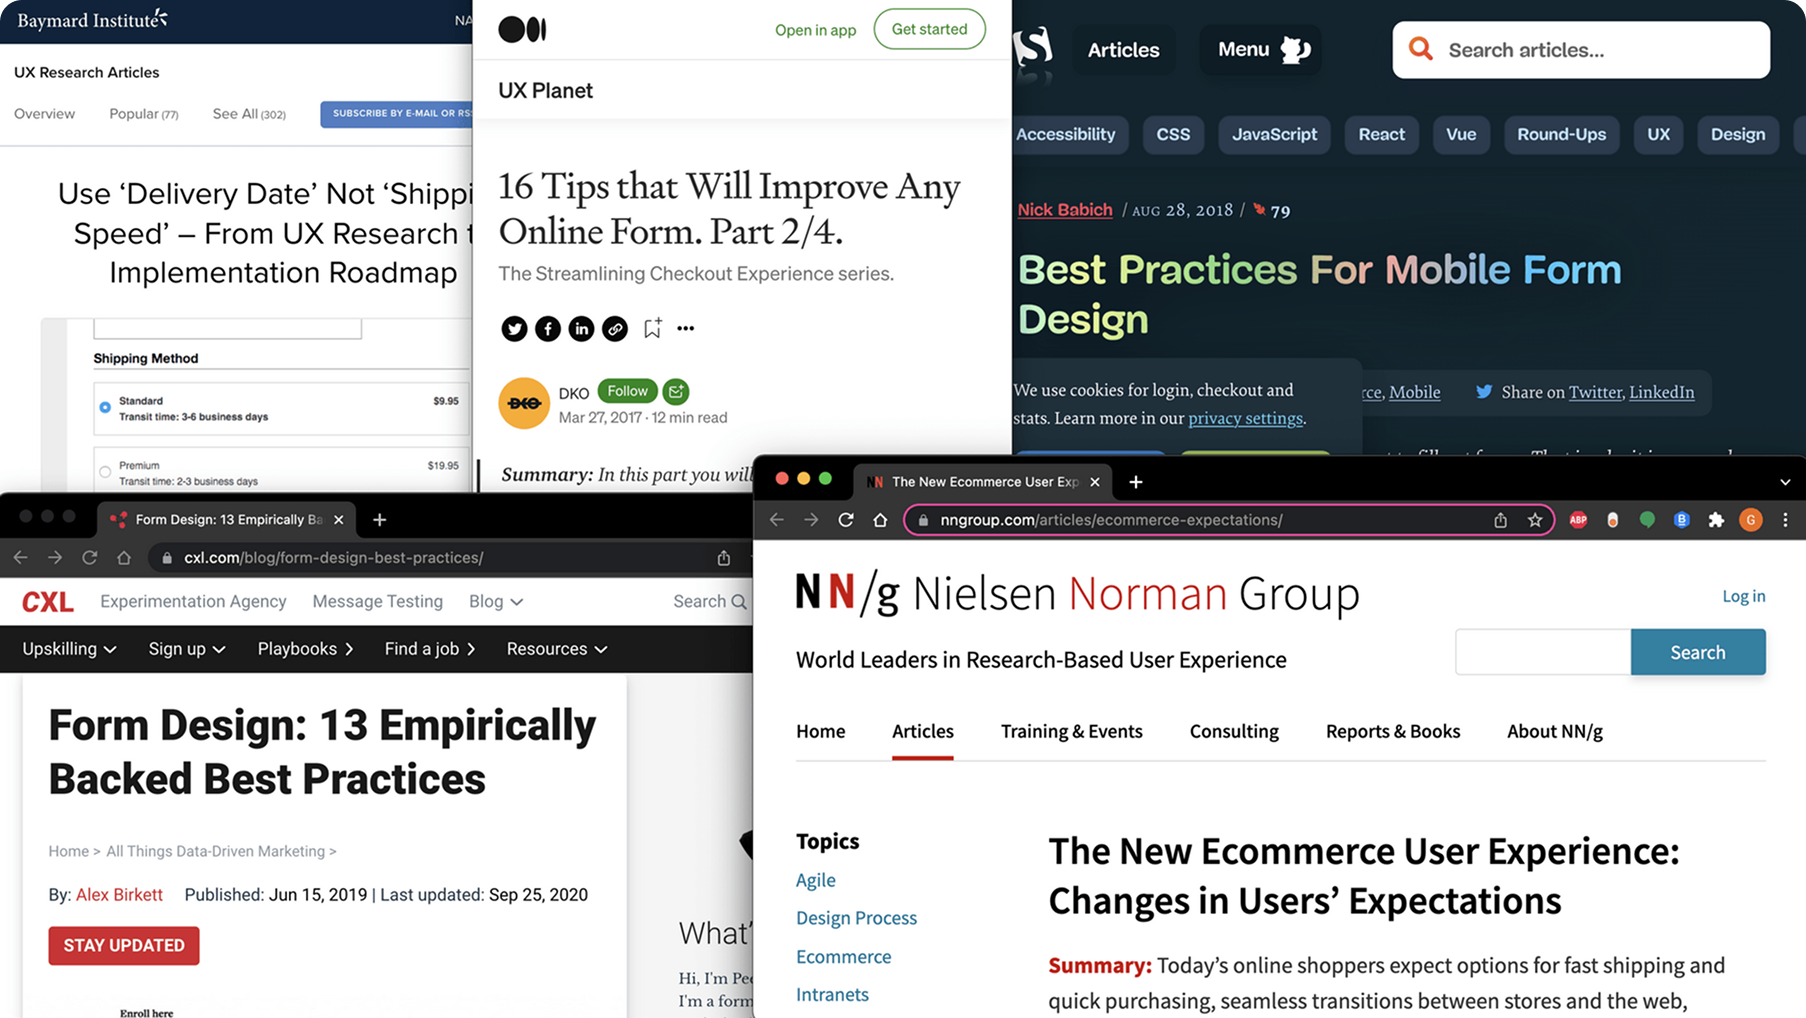 Baymard Institute
NA
UX Research Articles
Overview
Popular (77)
See All (302)
SUBSCRIBE BY E-MAIL OR RSS
Use ‘Delivery Date’ Not ‘Shippi
Speed’ – From UX Research t
Implementation Roadmap
Shipping Method
Standard
$9.95
Transit time: 3-6 business days
Premium
$19.95
Transit time: 2-3 business days
Open in app
Get started
UX Planet
16 Tips that Will Improve Any
Online Form. Part 2/4.
The Streamlining Checkout Experience series.
DKO
DKO
Follow
Mar 27, 2017 · 12 min read
Summary: In this part you will
Articles
Menu
Search articles...
Accessibility
CSS
JavaScript
React
Vue
Round-Ups
UX
Design
Nick Babich / AUG 28, 2018 / 79
Best Practices For Mobile Form
Design
We use cookies for login, checkout and
stats. Learn more in our privacy settings.
rce, Mobile
Share on Twitter, LinkedIn
Form Design: 13 Empirically Ba
cxl.com/blog/form-design-best-practices/
CXL
Experimentation Agency
Message Testing
Blog
Search
Upskilling
Sign up
Playbooks
Find a job
Resources
Form Design: 13 Empirically
Backed Best Practices
Home > All Things Data-Driven Marketing >
By: Alex Birkett Published: Jun 15, 2019 | Last updated: Sep 25, 2020
STAY UPDATED
Enroll here
What’
Hi, I'm Pee
I'm a form
NN The New Ecommerce User Exp
nngroup.com/articles/ecommerce-expectations/
ABP
B
G
NN/g Nielsen Norman Group
Log in
World Leaders in Research-Based User Experience
Search
Home
Articles
Training & Events
Consulting
Reports & Books
About NN/g
Topics
Agile
Design Process
Ecommerce
Intranets
The New Ecommerce User Experience:
Changes in Users’ Expectations
Summary: Today’s online shoppers expect options for fast shipping and
quick purchasing, seamless transitions between stores and the web,